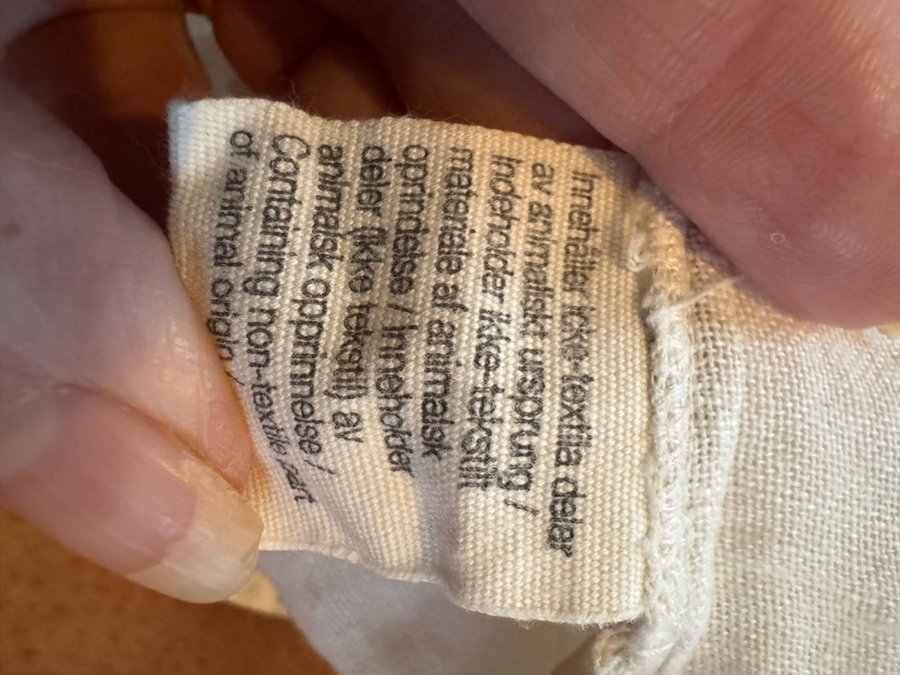 Innehåller icke-textila delar
av animaliskt ursprung /
Indeholder ikke-tekstilt
materiale af animalsk
oprindelse / Inneholder
deler (ikke tekstil) av
animalsk opprinnelse /
Containing non-textile part
of animal origin